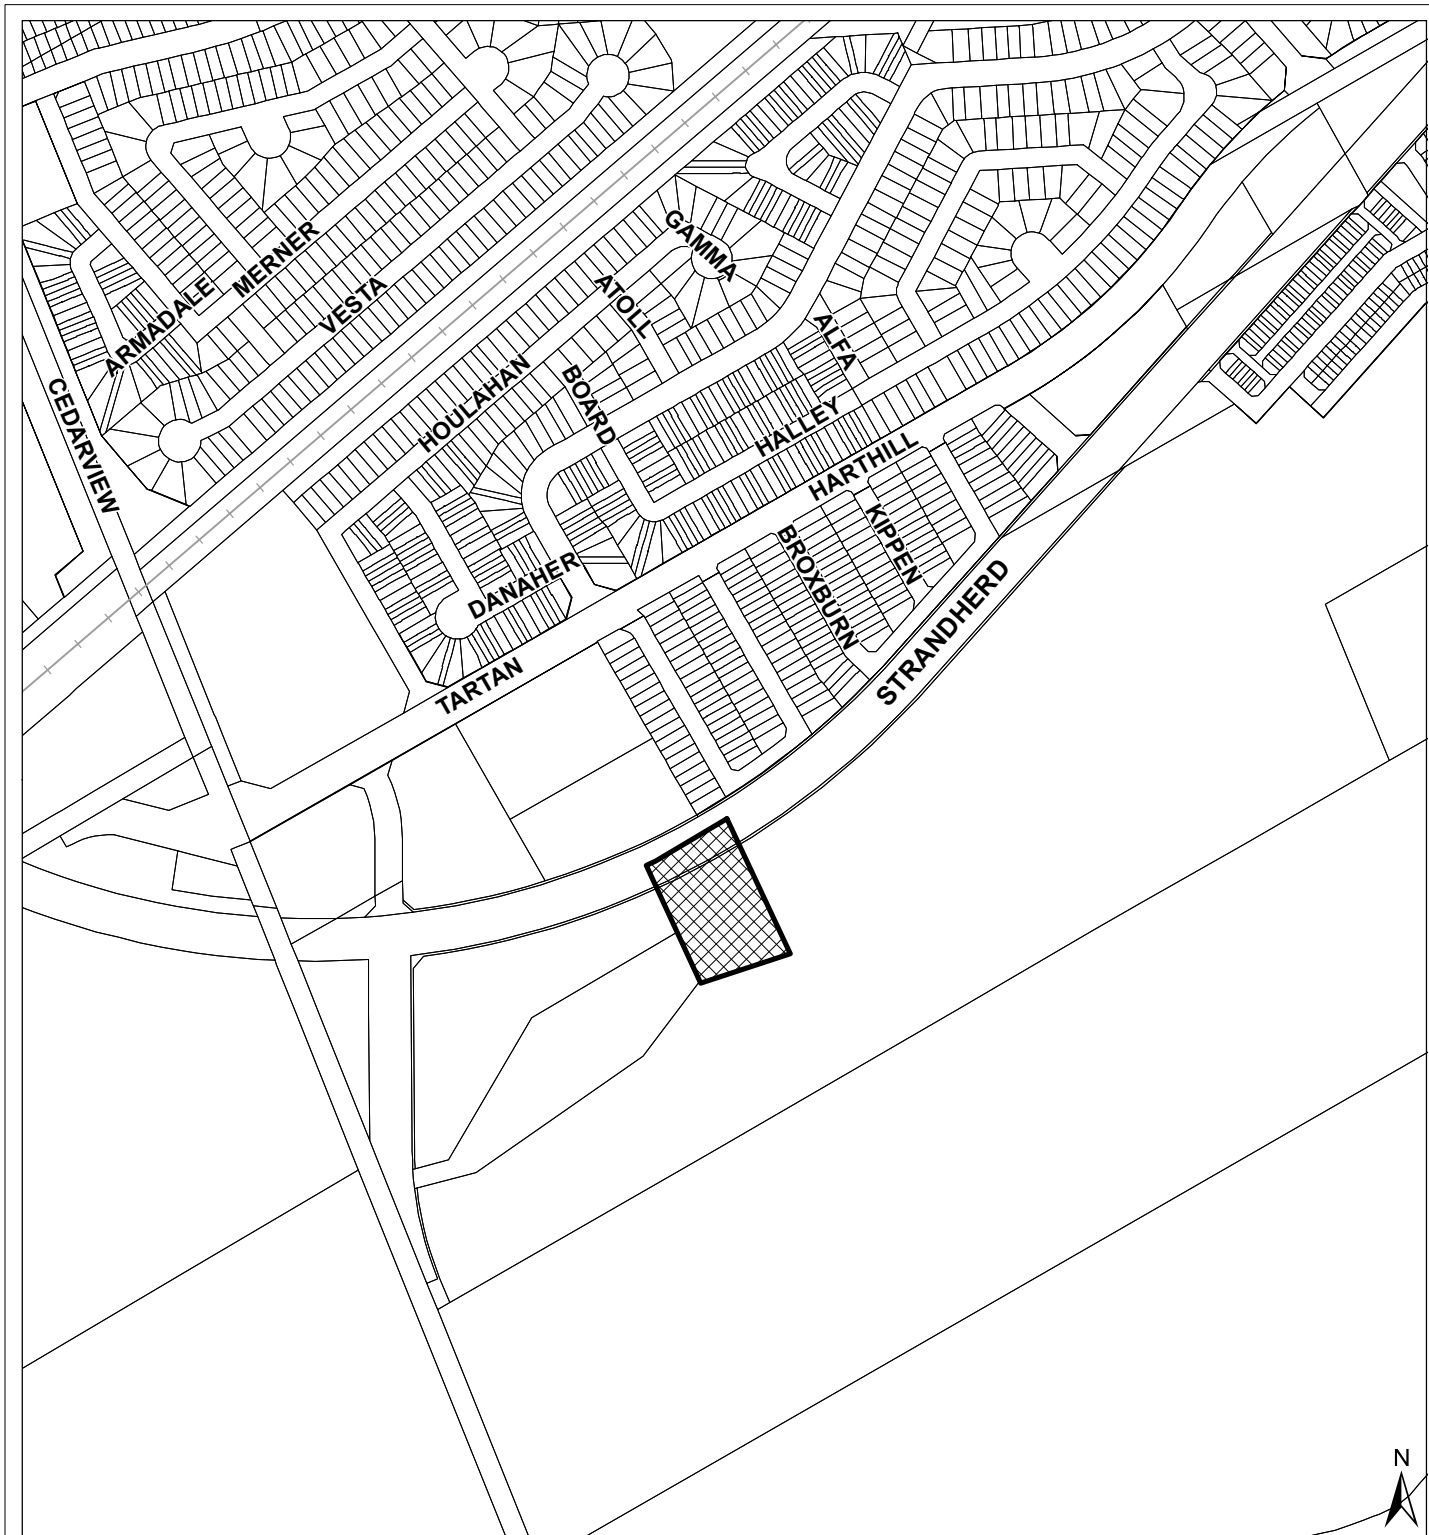 GAMMA
MERNER
ARMADALE
VESTA
ATOLL
ALFA
CEDARVIEW
HOULAHAN
BOARD
HALLEY
HARTHILL
KIPPEN
BROXBURN
DANAHER
STRANDHERD
TARTAN
N